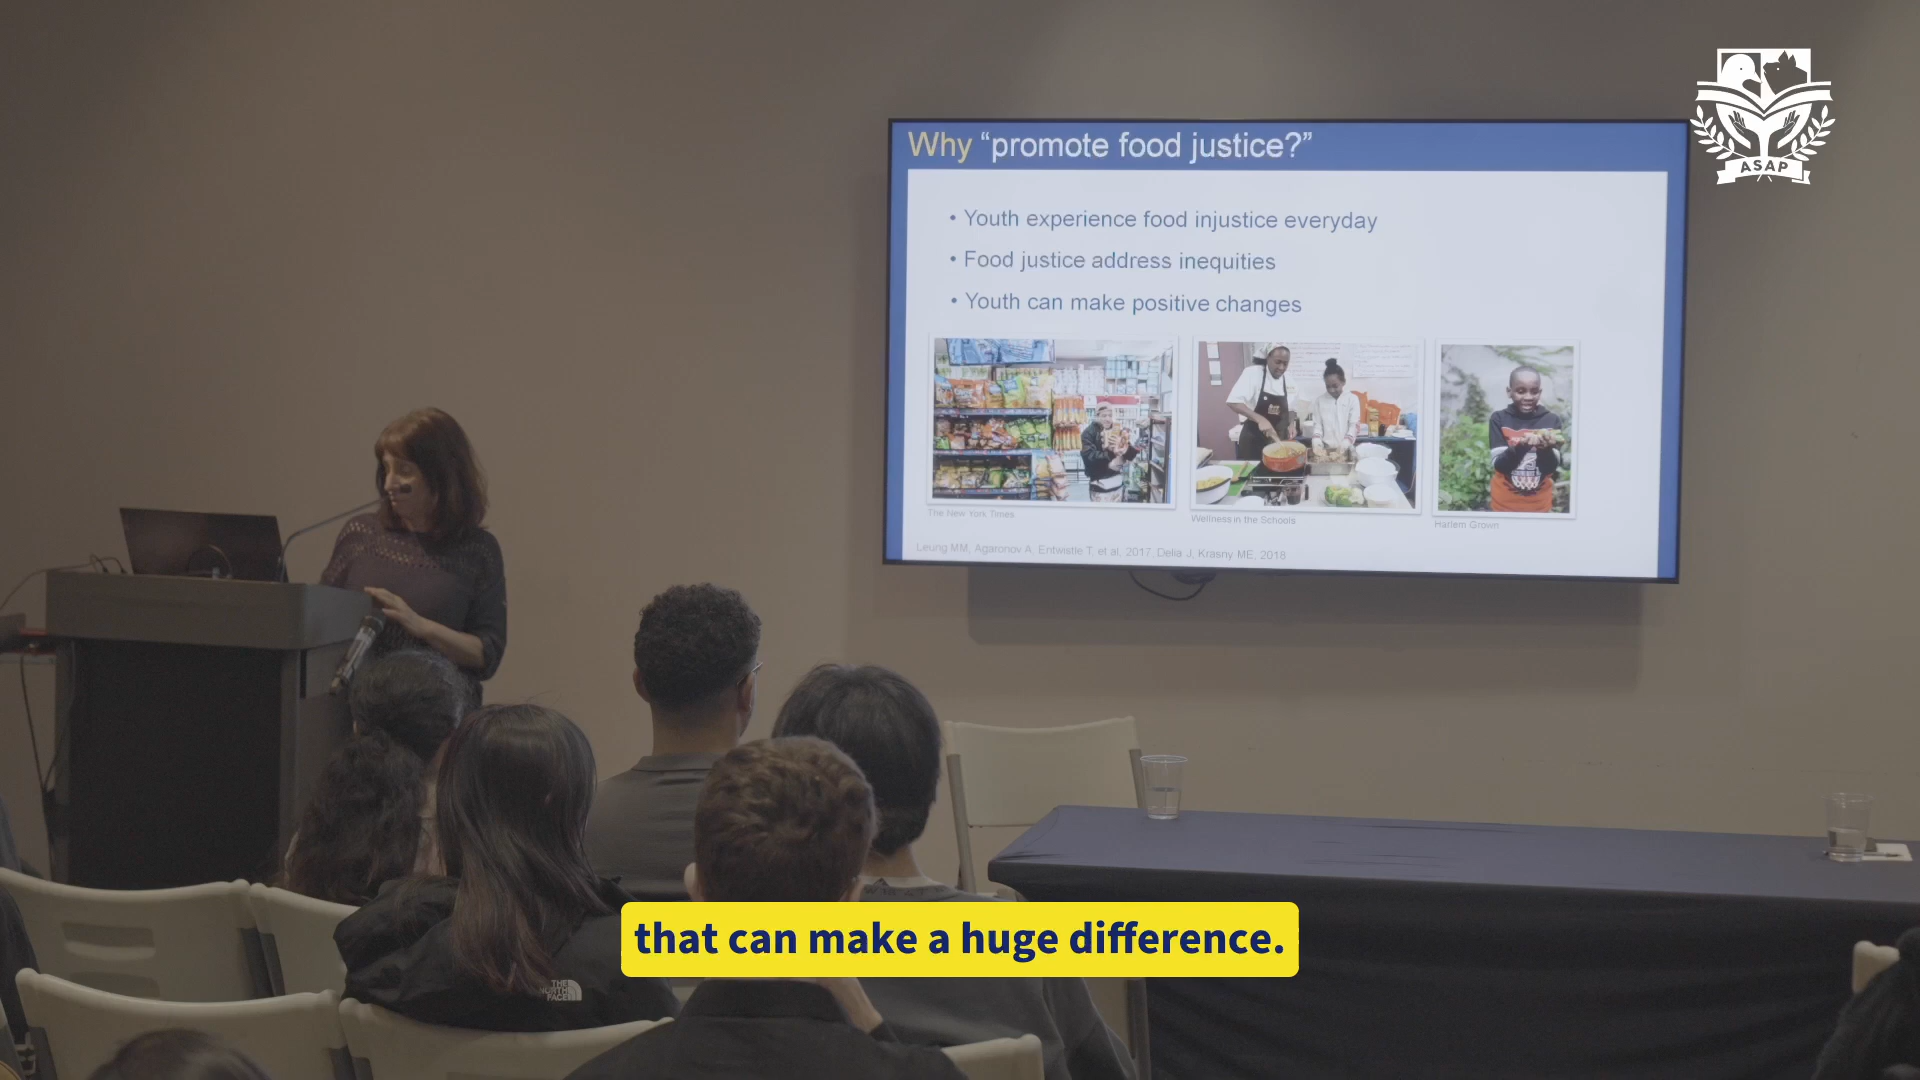 Why “promote food justice?”
• Youth experience food injustice everyday
• Food justice address inequities
• Youth can make positive changes
The New York Times
Wellness in the Schools
Harlem Grown
Leung MM, Agaronov A, Entwistle T, et al, 2017, Delia J, Krasny ME, 2018
ASAP
THE
NORTH
FACE
that can make a huge difference.